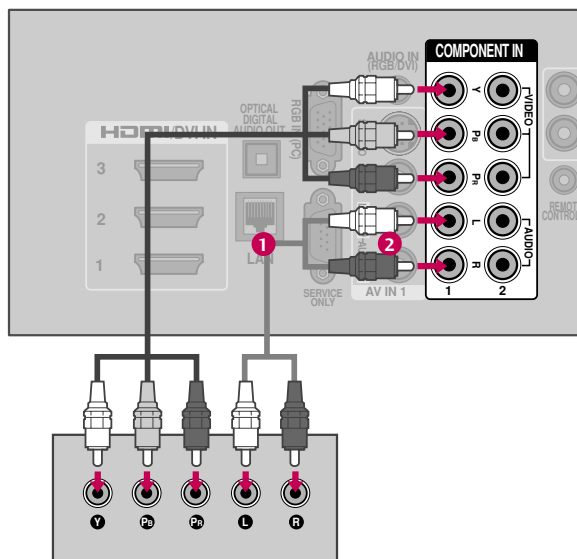 COMPONENT IN
AUDIO IN
(RGB/DVI)
OPTICAL
DIGITAL
AUDIO OUT
RGB IN (PC)
HDMI/DVI IN
3
2
1
LAN
SERVICE
ONLY
AV IN 1
Y
PB
PR
L
R
VIDEO
AUDIO
1
2
REMOTE
CONTROL
1
2
Y
PB
PR
L
R